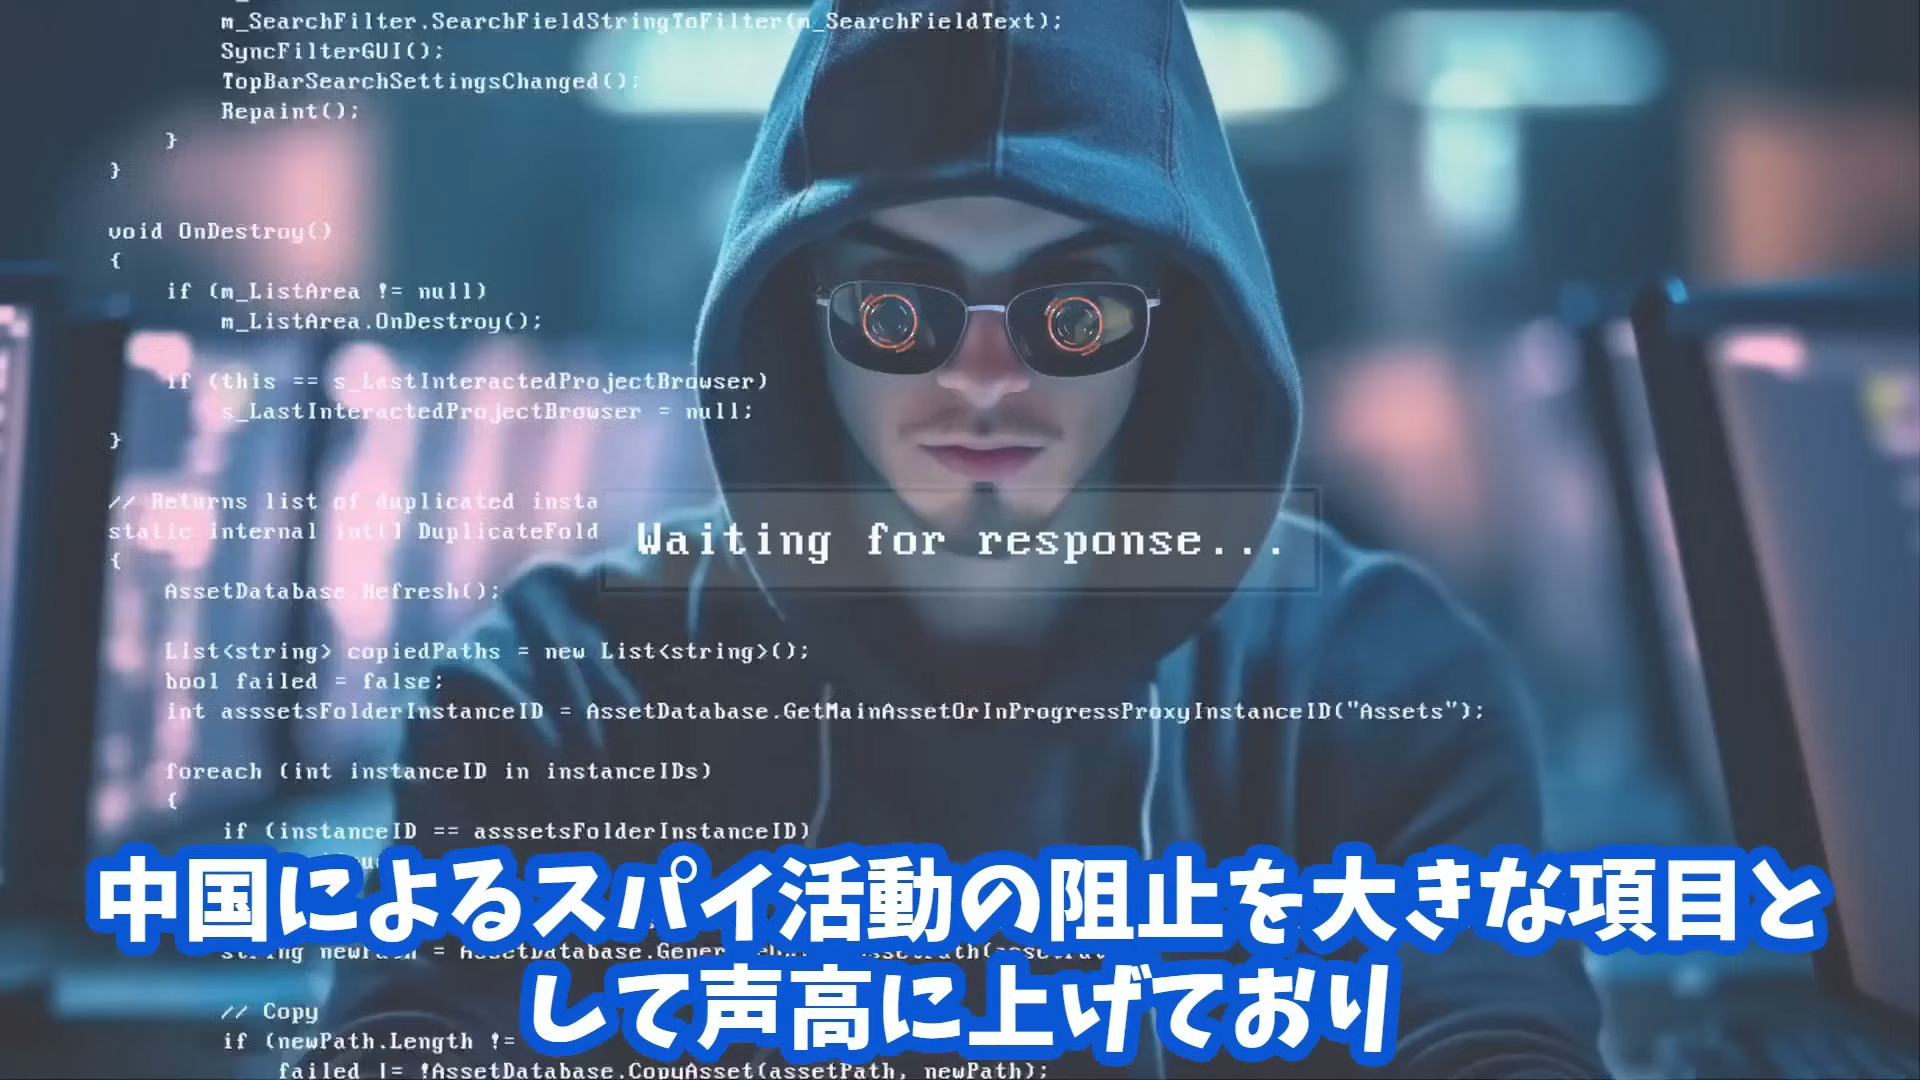 m_SearchFilter.SearchFieldStringToFilter(m_SearchFieldText);
SyncFilterGUI();
TopBarSearchSettingsChanged();
Repaint();
}
}
void OnDestroy()
{
if (m_ListArea != null)
m_ListArea.OnDestroy();
if (this == s_LastInteractedProjectBrowser)
s_LastInteractedProjectBrowser = null;
}
// Returns list of duplicated insta
static internal int[] DuplicateFold
Waiting for response...
{
AssetDatabase.Refresh();
List<string> copiedPaths = new List<string>();
bool failed = false;
int asssetsFolderInstanceID = AssetDatabase.GetMainAssetOrInProgressProxyInstanceID("Assets");
foreach (int instanceID in instanceIDs)
{
if (instanceID == asssetsFolderInstanceID)
中国によるスパイ活動の阻止を大きな項目と
string newPath = AssetDatabase.Gener
して声高に上げており
// Copy
if (newPath.Length !=
failed |= !AssetDatabase.CopyAsset(assetPath, newPath);